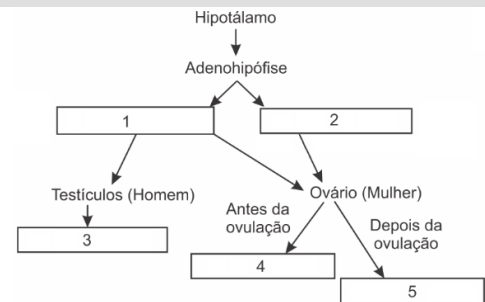 Hipotálamo
Adenohipófise
1
2
Testículos (Homem)
Ovário (Mulher)
Antes da
ovulação
Depois da
ovulação
3
4
5